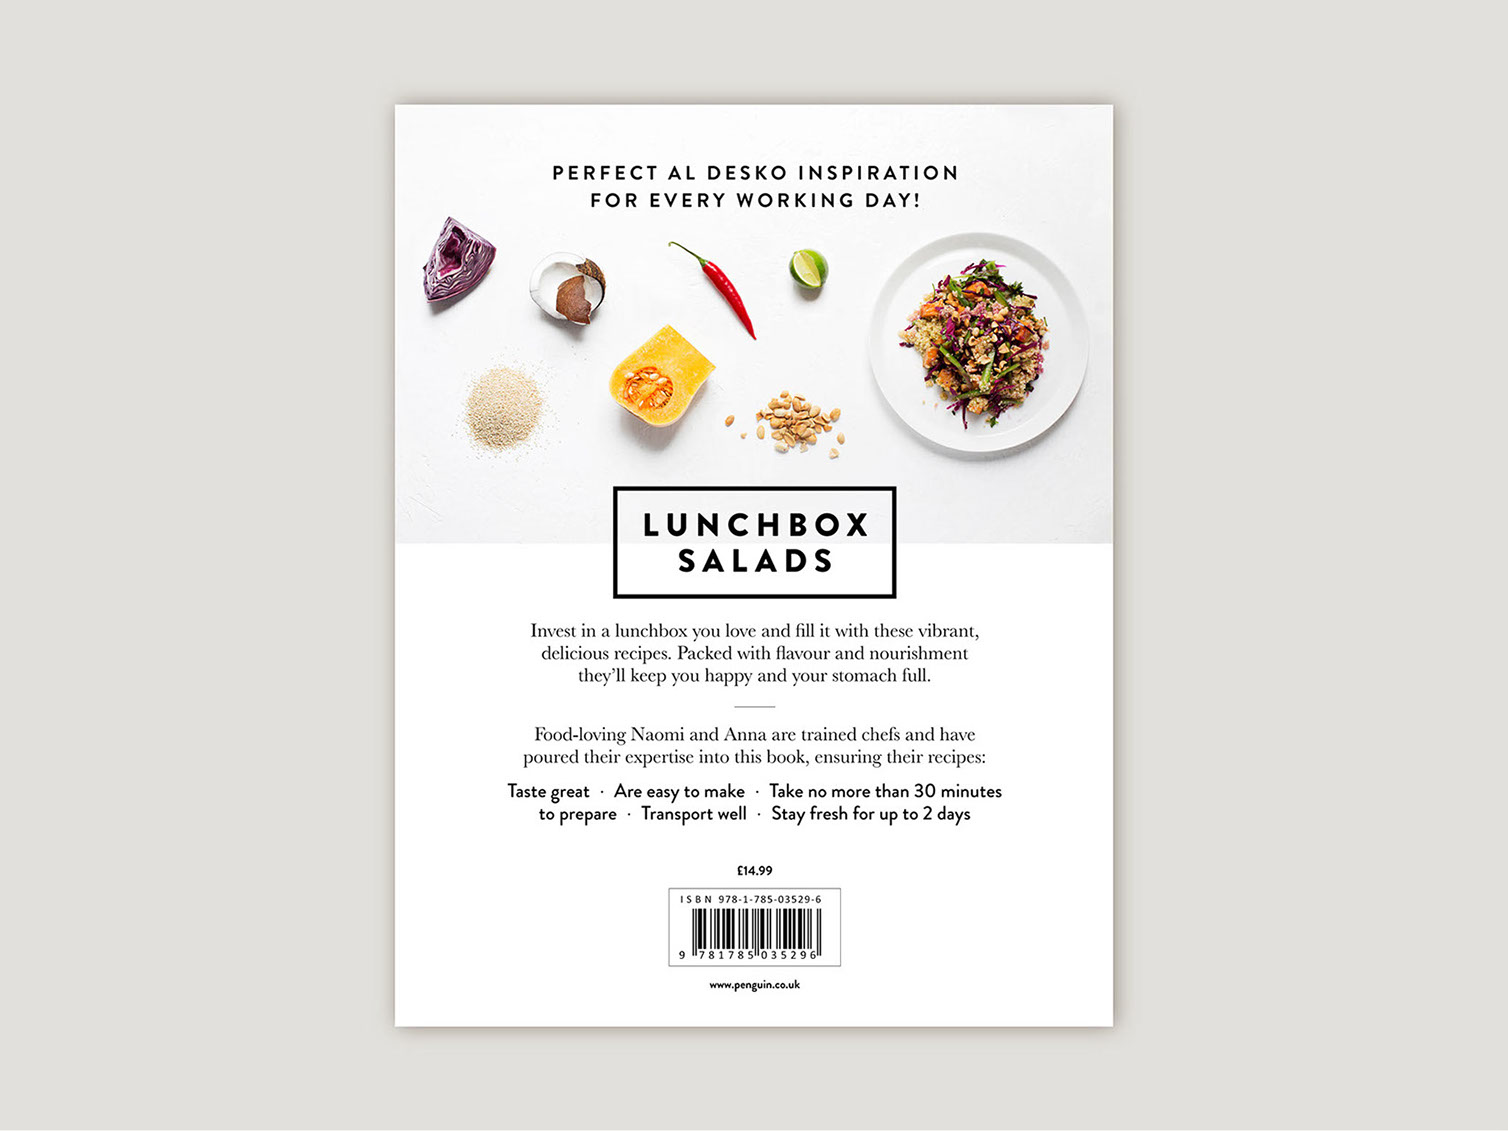 PERFECT AL DESKO INSPIRATION
FOR EVERY WORKING DAY!
LUNCHBOX
SALADS
Invest in a lunchbox you love and fill it with these vibrant,
delicious recipes. Packed with flavour and nourishment
they’ll keep you happy and your stomach full.
Food-loving Naomi and Anna are trained chefs and have
poured their expertise into this book, ensuring their recipes:
Taste great · Are easy to make · Take no more than 30 minutes
to prepare · Transport well · Stay fresh for up to 2 days
£14.99
ISBN 978-1-785-03529-6
9 781785 035296
www.penguin.co.uk